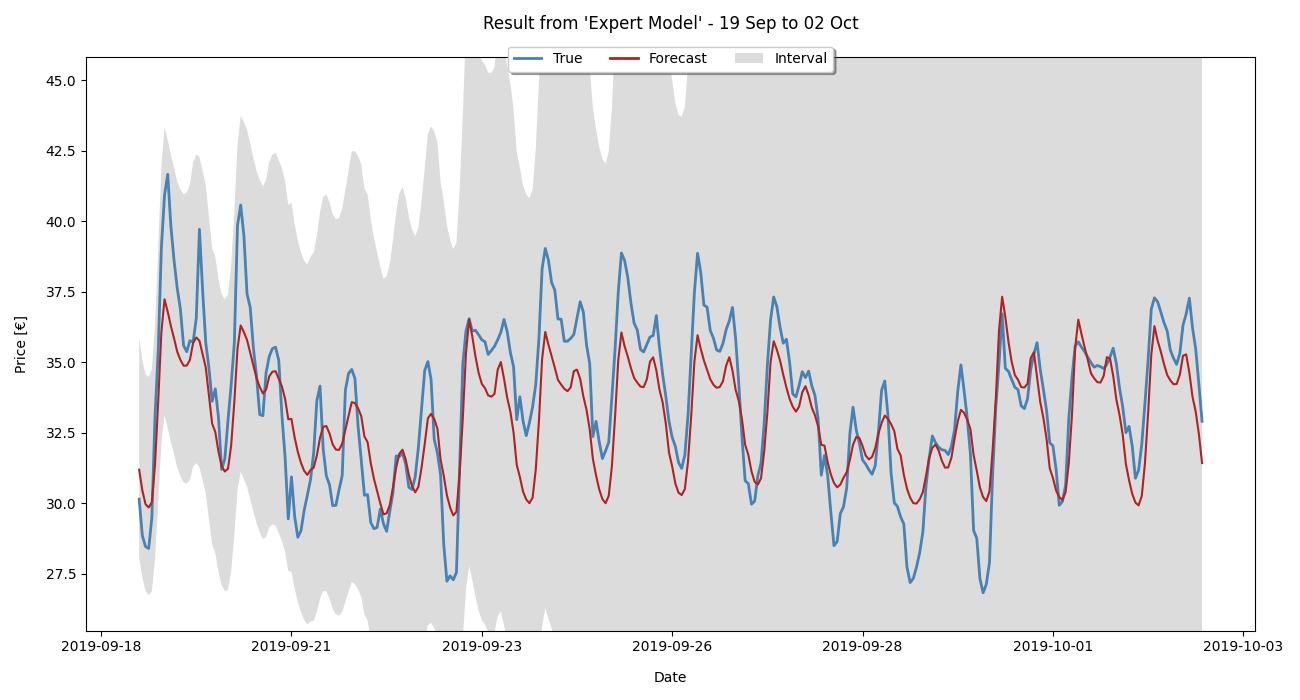 Result from 'Expert Model' - 19 Sep to 02 Oct
True Forecast Interval
45.0
42.5
40.0
37.5
35.0
32.5
30.0
27.5
Price [€]
2019-09-18 2019-09-21 2019-09-23 2019-09-26 2019-09-28 2019-10-01 2019-10-03
Date